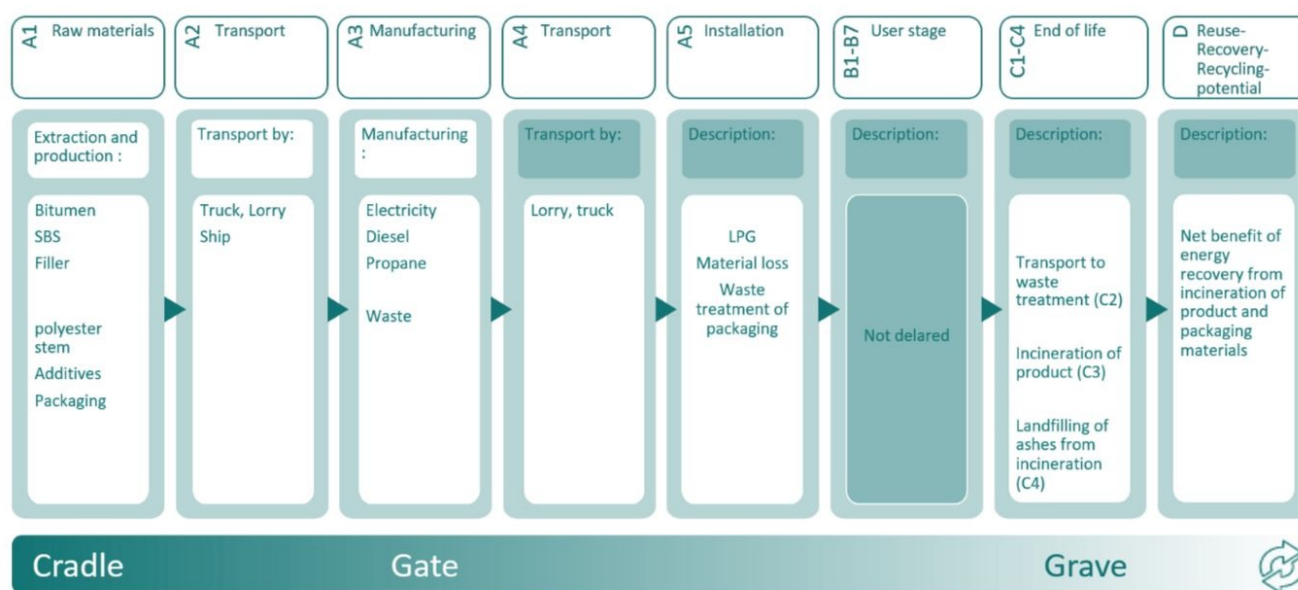 A1 Raw materials
A2 Transport
A3 Manufacturing
A4 Transport
A5 Installation
B1-B7 User stage
C1-C4 End of life
D Reuse-
Recovery-
Recycling-
potential
Extraction and
production :
Bitumen
SBS
Filler
polyester
stem
Additives
Packaging
Transport by:
Truck, Lorry
Ship
Manufacturing
:
Electricity
Diesel
Propane
Waste
Transport by:
Lorry, truck
Description:
LPG
Material loss
Waste
treatment of
packaging
Description:
Not delared
Description:
Transport to
waste
treatment (C2)
Incineration of
product (C3)
Landfilling of
ashes from
incineration
(C4)
Description:
Net benefit of
energy
recovery from
incineration of
product and
packaging
materials
Cradle
Gate
Grave